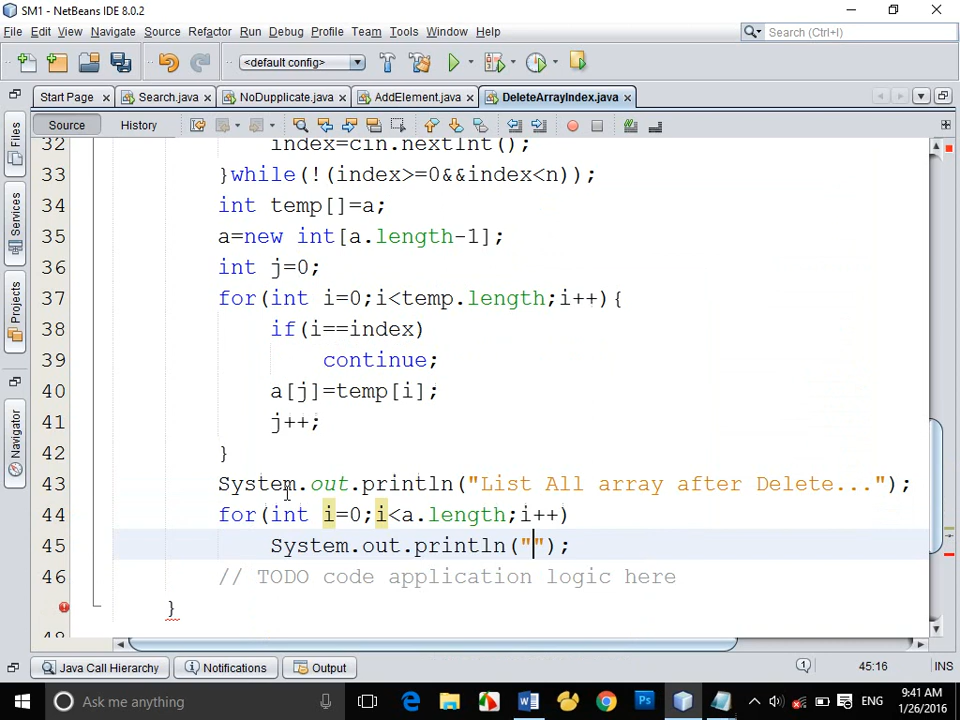 SM1 - NetBeans IDE 8.0.2
File Edit View Navigate Source Refactor Run Debug Profile Team Tools Window Help
<default config>
Search (Ctrl+I)
Start Page Search.java NoDupplicate.java AddElement.java DeleteArrayIndex.java
Source History
Files
Services
Projects
Navigator
32 index=cin.nextInt();
33 }while(!(index>=0&&index<n));
34 int temp[]=a;
35 a=new int[a.length-1];
36 int j=0;
37 for(int i=0;i<temp.length;i++){
38 if(i==index)
39 continue;
40 a[j]=temp[i];
41 j++;
42 }
43 System.out.println("List All array after Delete...");
44 for(int i=0;i<a.length;i++)
45 System.out.println("");
46 // TODO code application logic here
}
48
Java Call Hierarchy Notifications Output
1 45:16 INS
Ask me anything
ENG
9:41 AM
1/26/2016